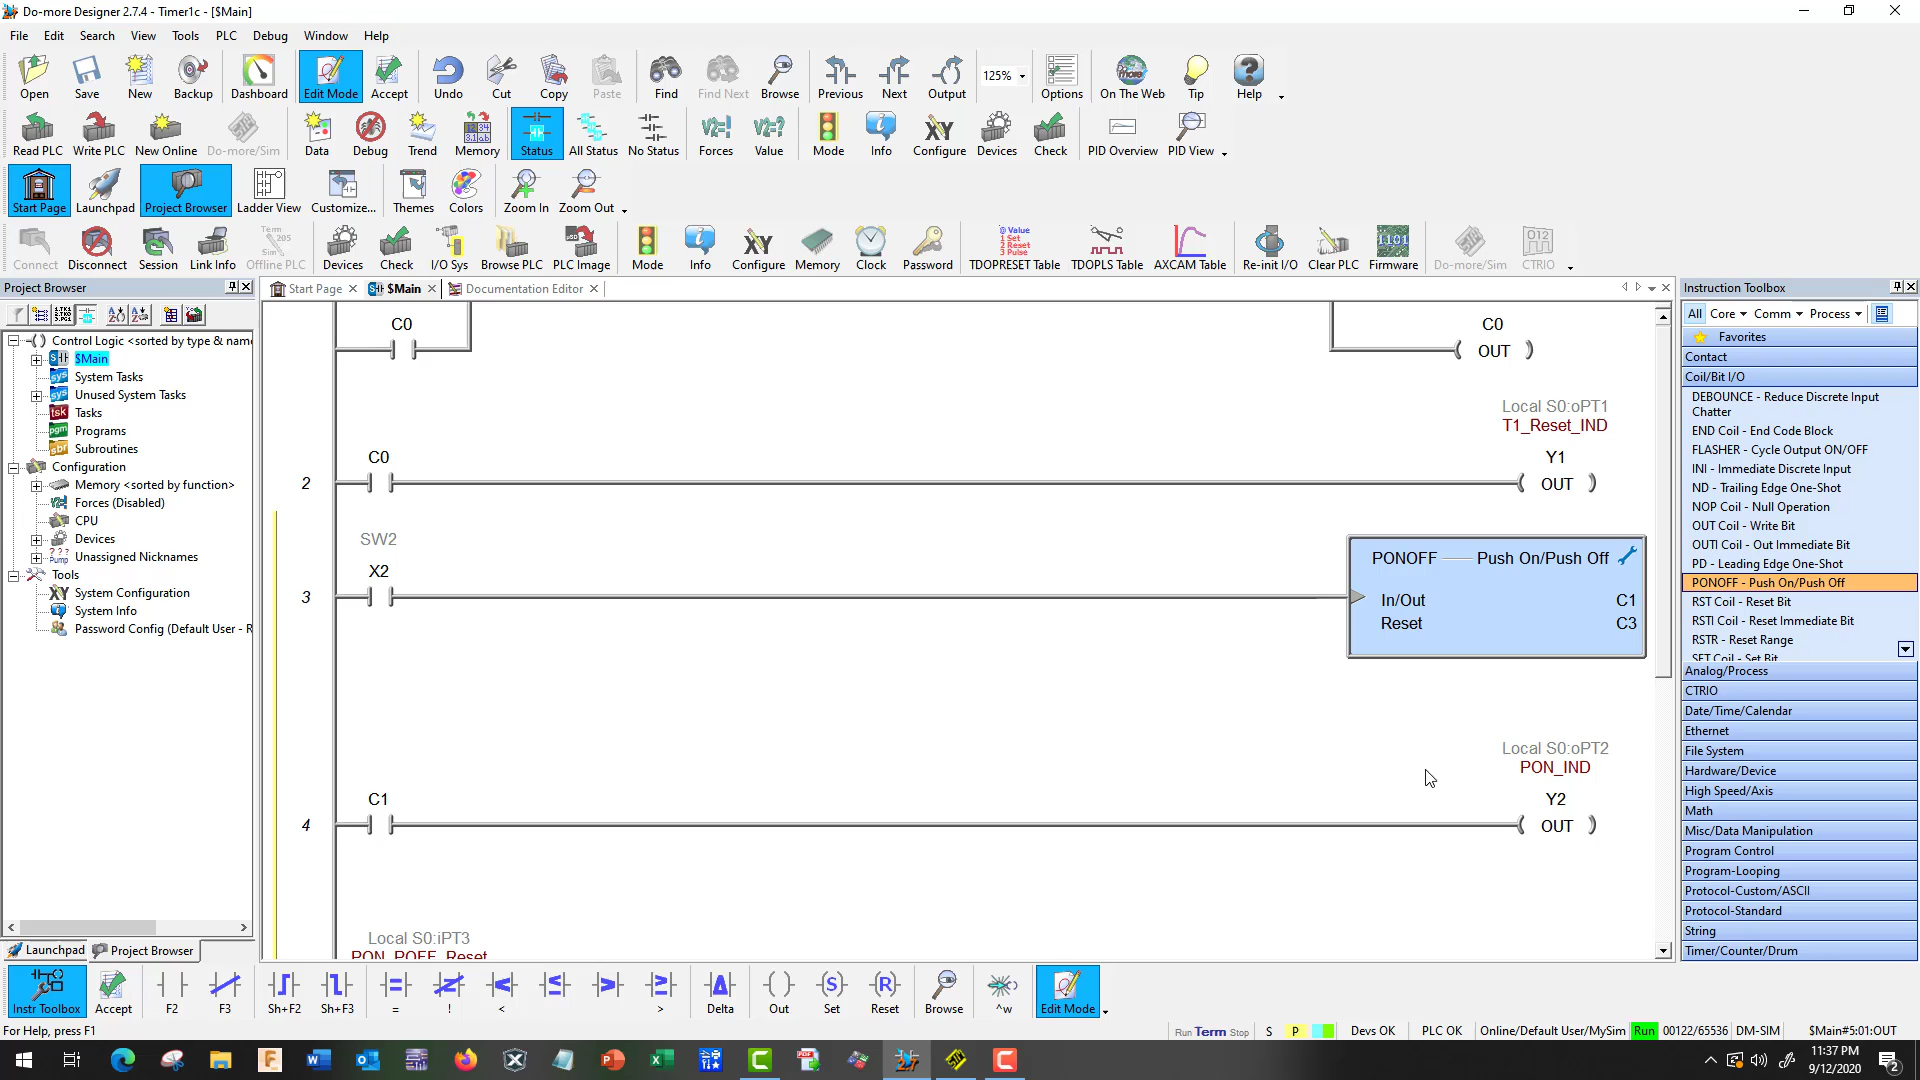 Do-more Designer 2.7.4 - Timer1c - [$Main]
File Edit Search View Tools PLC Debug Window Help
Open Save New Backup Dashboard Edit Mode Accept Undo Cut Copy Paste Find Find Next Browse Previous Next Output 125% Options On The Web Tip Help
Read PLC Write PLC New Online Do-more/Sim Data Debug Trend Memory Status All Status No Status Forces Value Mode Info Configure Devices Check PID Overview PID View
Start Page Launchpad Project Browser Ladder View Customize... Themes Colors Zoom In Zoom Out
Connect Disconnect Session Link Info Offline PLC Devices Check I/O Sys Browse PLC PLC Image Mode Info Configure Memory Clock Password TDOPRESET Table TDOPLS Table AXCAM Table Re-init I/O Clear PLC Firmware Do-more/Sim CTRIO
Project Browser
Start Page $Main Documentation Editor
Instruction Toolbox
All Core Comm Process
Control Logic <sorted by type & name
$Main
System Tasks
Unused System Tasks
Tasks
Programs
Subroutines
Configuration
Memory <sorted by function>
Forces (Disabled)
CPU
Devices
Unassigned Nicknames
Tools
System Configuration
System Info
Password Config (Default User - R
Launchpad Project Browser
C0
C0
OUT
Local S0:oPT1
T1_Reset_IND
C0
Y1
2
OUT
SW2
X2
3
PONOFF Push On/Push Off
In/Out C1
Reset C3
Local S0:oPT2
PON_IND
C1
Y2
4
OUT
Local S0:iPT3
PON_POFF_Reset
Favorites
Contact
Coil/Bit I/O
DEBOUNCE - Reduce Discrete Input
Chatter
END Coil - End Code Block
FLASHER - Cycle Output ON/OFF
INI - Immediate Discrete Input
ND - Trailing Edge One-Shot
NOP Coil - Null Operation
OUT Coil - Write Bit
OUTI Coil - Out Immediate Bit
PD - Leading Edge One-Shot
PONOFF - Push On/Push Off
RST Coil - Reset Bit
RSTI Coil - Reset Immediate Bit
RSTR - Reset Range
SET Coil - Set Bit
Analog/Process
CTRIO
Date/Time/Calendar
Ethernet
File System
Hardware/Device
High Speed/Axis
Math
Misc/Data Manipulation
Program Control
Program-Looping
Protocol-Custom/ASCII
Protocol-Standard
String
Timer/Counter/Drum
Instr Toolbox Accept F2 F3 Sh+F2 Sh+F3 = ! < > Delta Out Set Reset Browse ^w Edit Mode
For Help, press F1
Run Term Stop S P Devs OK PLC OK Online/Default User/MySim Run 00122/65536 DM-SIM $Main#5:01:OUT
11:37 PM
9/12/2020